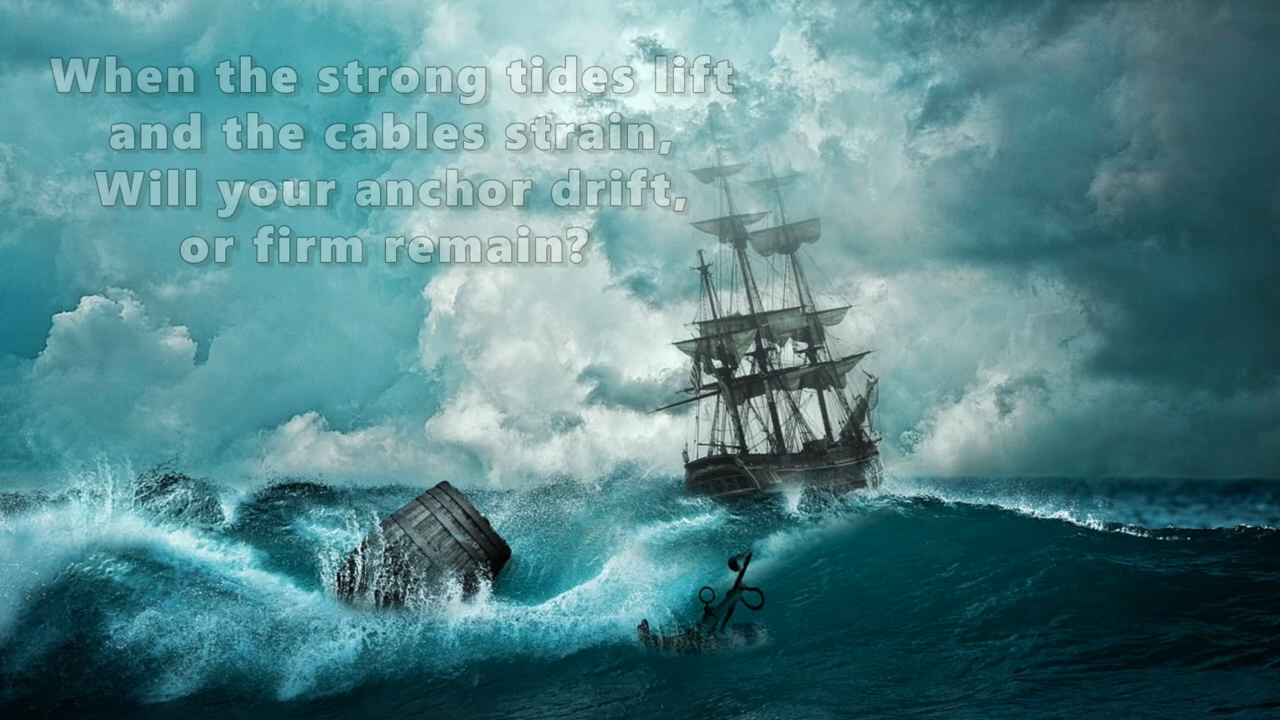 When the strong tides lift
and the cables strain,
Will your anchor drift,
or firm remain?